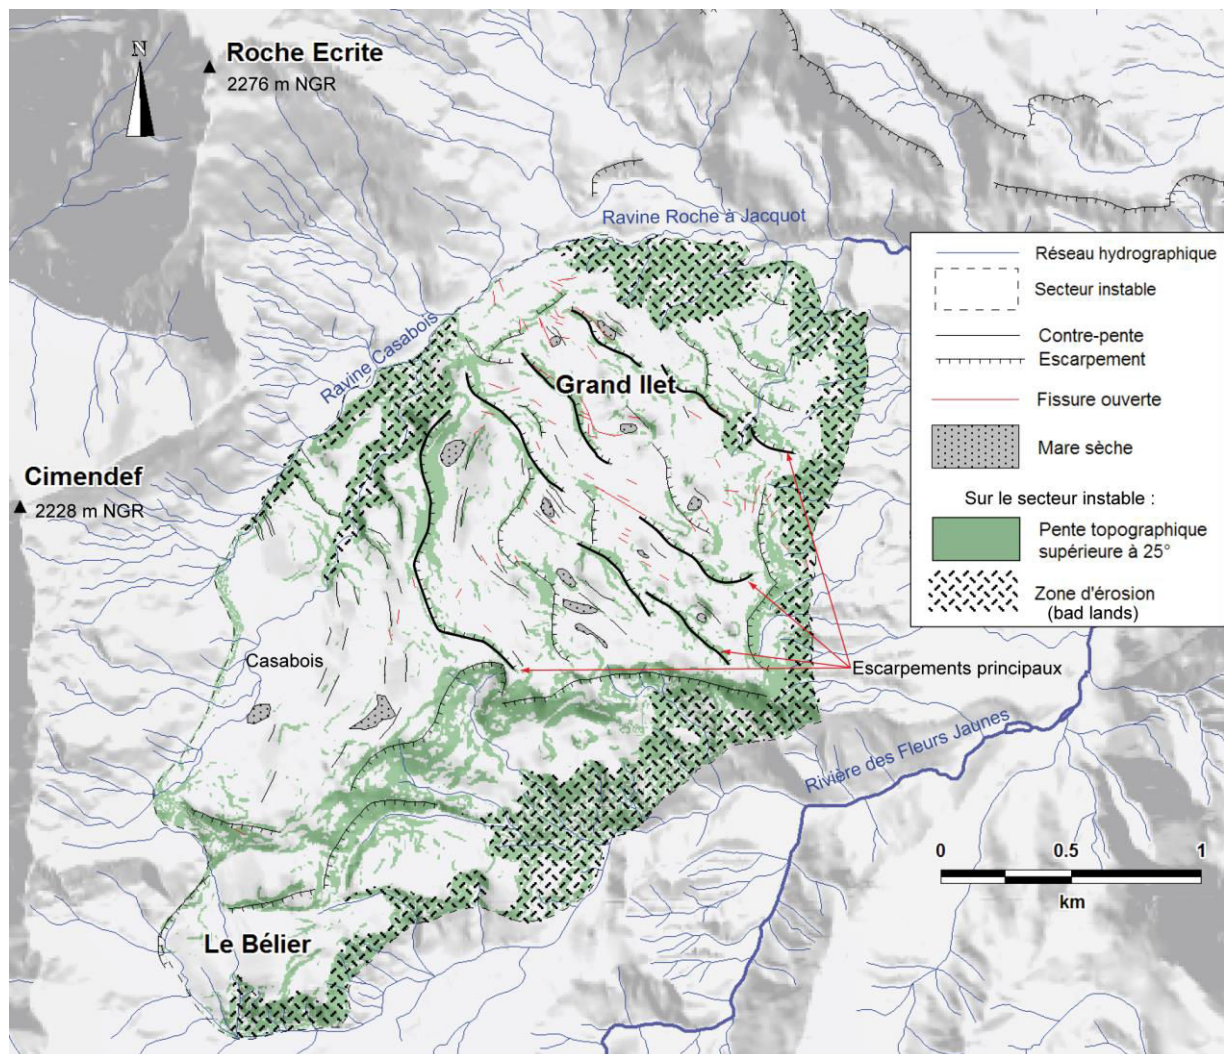 N
Roche Ecrite
2276 m NGR
Ravine Roche à Jacquot
Réseau hydrographique
Secteur instable
Contre-pente
Escarpement
Fissure ouverte
Mare sèche
Sur le secteur instable :
Pente topographique
supérieure à 25°
Zone d'érosion
(bad lands)
Ravine Casabois
Grand Ilet
Cimendef
2228 m NGR
Casabois
Escarpements principaux
Rivière des Fleurs Jaunes
0 0.5 1
km
Le Bélier